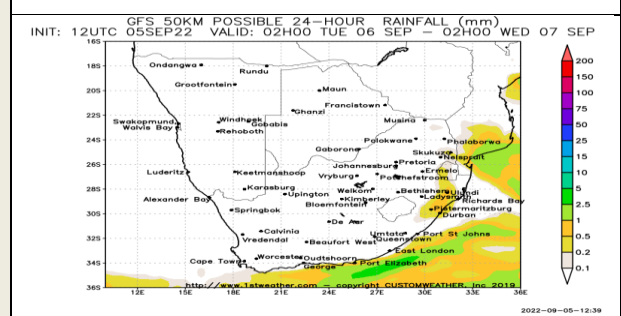 GFS 50KM POSSIBLE 24-HOUR RAINFALL (mm)
INIT: 12UTC 05SEP22 VALID: 02H00 TUE 06 SEP - 02H00 WED 07 SEP
16S
18S
20S
22S
24S
26S
28S
30S
32S
34S
36S
Ondangwa
Rundu
Grootfontein
Maun
Francistown
Ghanzi
Musina
Windhoek
Gobabis
Swakopmund
Walvis Bay
Rehoboth
Polokwane
Phalaborwa
Gaborone
Skukuza
Nelspruit
Pretoria
Johannesburg
Luderitz
Keetmanshoop
Vryburg
Potchefstroom
Ermelo
Karasburg
Upington
Welkom
Bethlehem
Ulundi
Alexander Bay
Kimberley
Ladysmith
Richards Bay
Bloemfontein
Springbok
Pietermaritzburg
Durban
De Aar
Calvinia
Vredendal
Umtata
Port St Johns
Queenstown
Beaufort West
East London
Cape Town
Worcester
Oudtshoorn
George
Port Elizabeth
http://www.1stweather.com - copyright CUSTOMWEATHER, Inc 2019
12E 15E 18E 21E 24E 27E 30E 33E 36E
200
150
100
75
50
25
15
10
5
2.5
1
0.5
0.2
0.1
2022-09-05-12:39